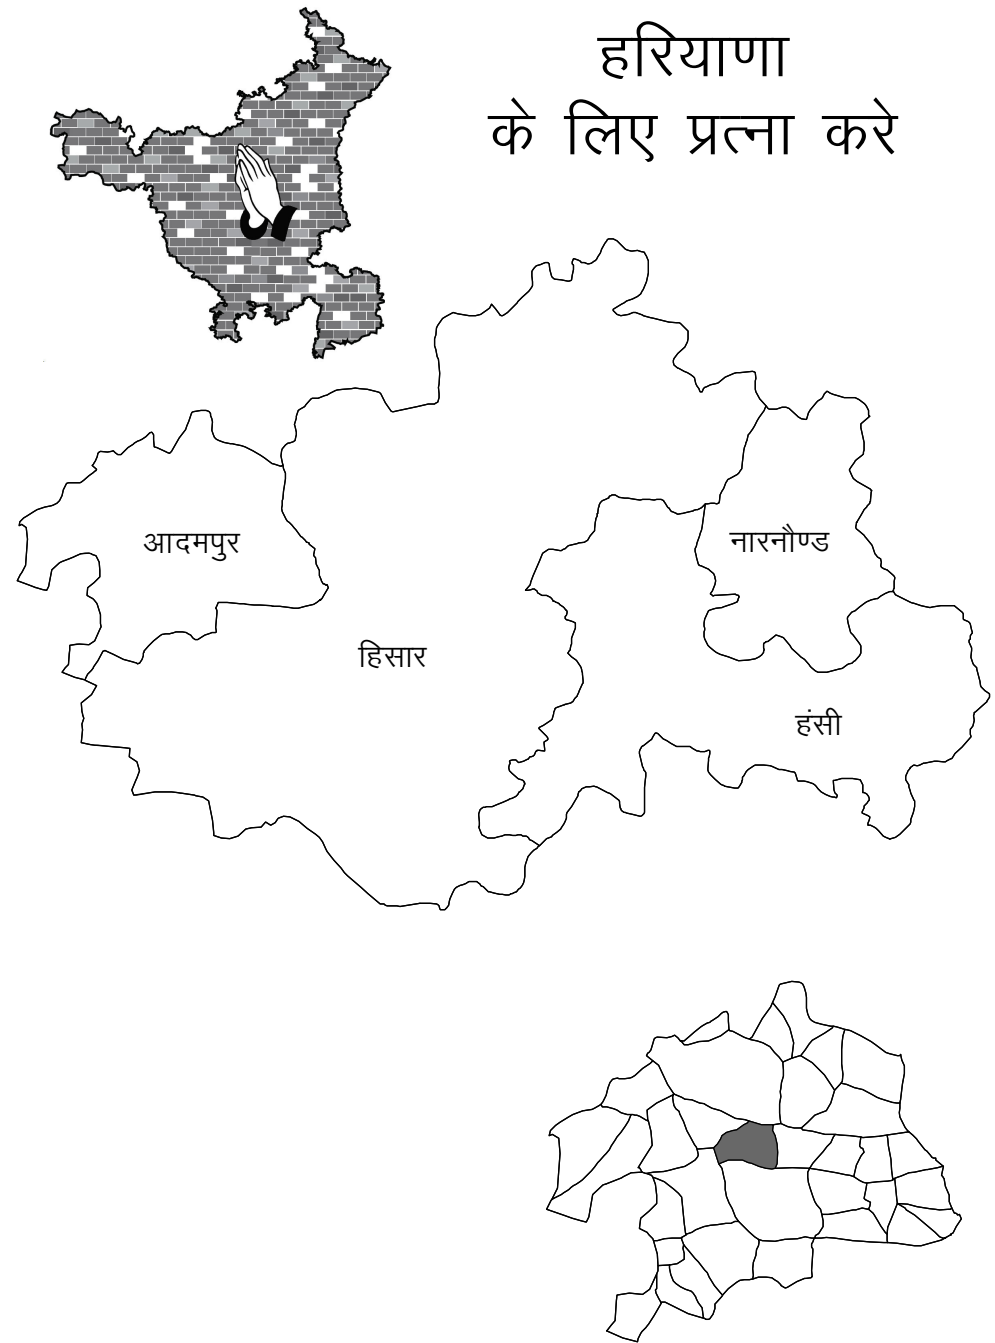 हरियाणा
के लिए प्रत्ना करे
आदमपुर
नारनौण्ड
हिसार
हंसी